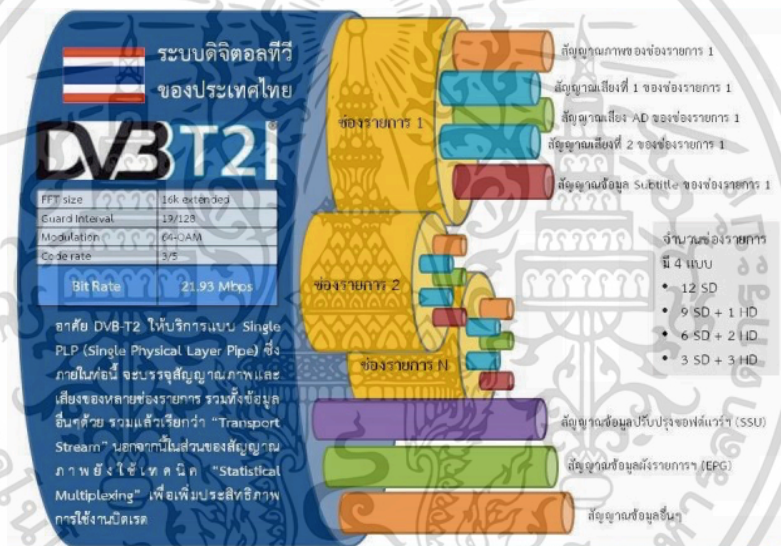 ระบบดิจิตอลทีวี
ของประเทศไทย
DVB T2
FFT size 16k extended
Guard Interval 19/128
Modulation 64-QAM
Code rate 3/5
Bit Rate 21.93 Mbps
อาศัย DVB-T2 ให้บริการแบบ Single
PLP (Single Physical Layer Pipe) ซึ่ง
ภายในท่อนี้ จะบรรจุสัญญาณภาพและ
เสียงของหลายช่องรายการ รวมทั้งข้อมูล
อื่นๆด้วย รวมแล้วเรียกว่า “Transport
Stream” นอกจากนี้ในส่วนของสัญญาณ
ภาพยังใช้เทคนิค “Statistical
Multiplexing” เพื่อเพิ่มประสิทธิภาพ
การใช้งานบิตเรต
ช่องรายการ 1
ช่องรายการ 2
ช่องรายการ N
สัญญาณภาพของช่องรายการ 1
สัญญาณเสียงที่ 1 ของช่องรายการ 1
สัญญาณเสียง AD ของช่องรายการ 1
สัญญาณเสียงที่ 2 ของช่องรายการ 1
สัญญาณข้อมูล Subtitle ของช่องรายการ 1
จำนวนช่องรายการ
มี 4 แบบ
• 12 SD
• 9 SD + 1 HD
• 6 SD + 2 HD
• 3 SD + 3 HD
สัญญาณข้อมูลปรับปรุงซอฟต์แวร์ฯ (SSU)
สัญญาณข้อมูลผังรายการฯ (EPG)
สัญญาณข้อมูลอื่นๆ